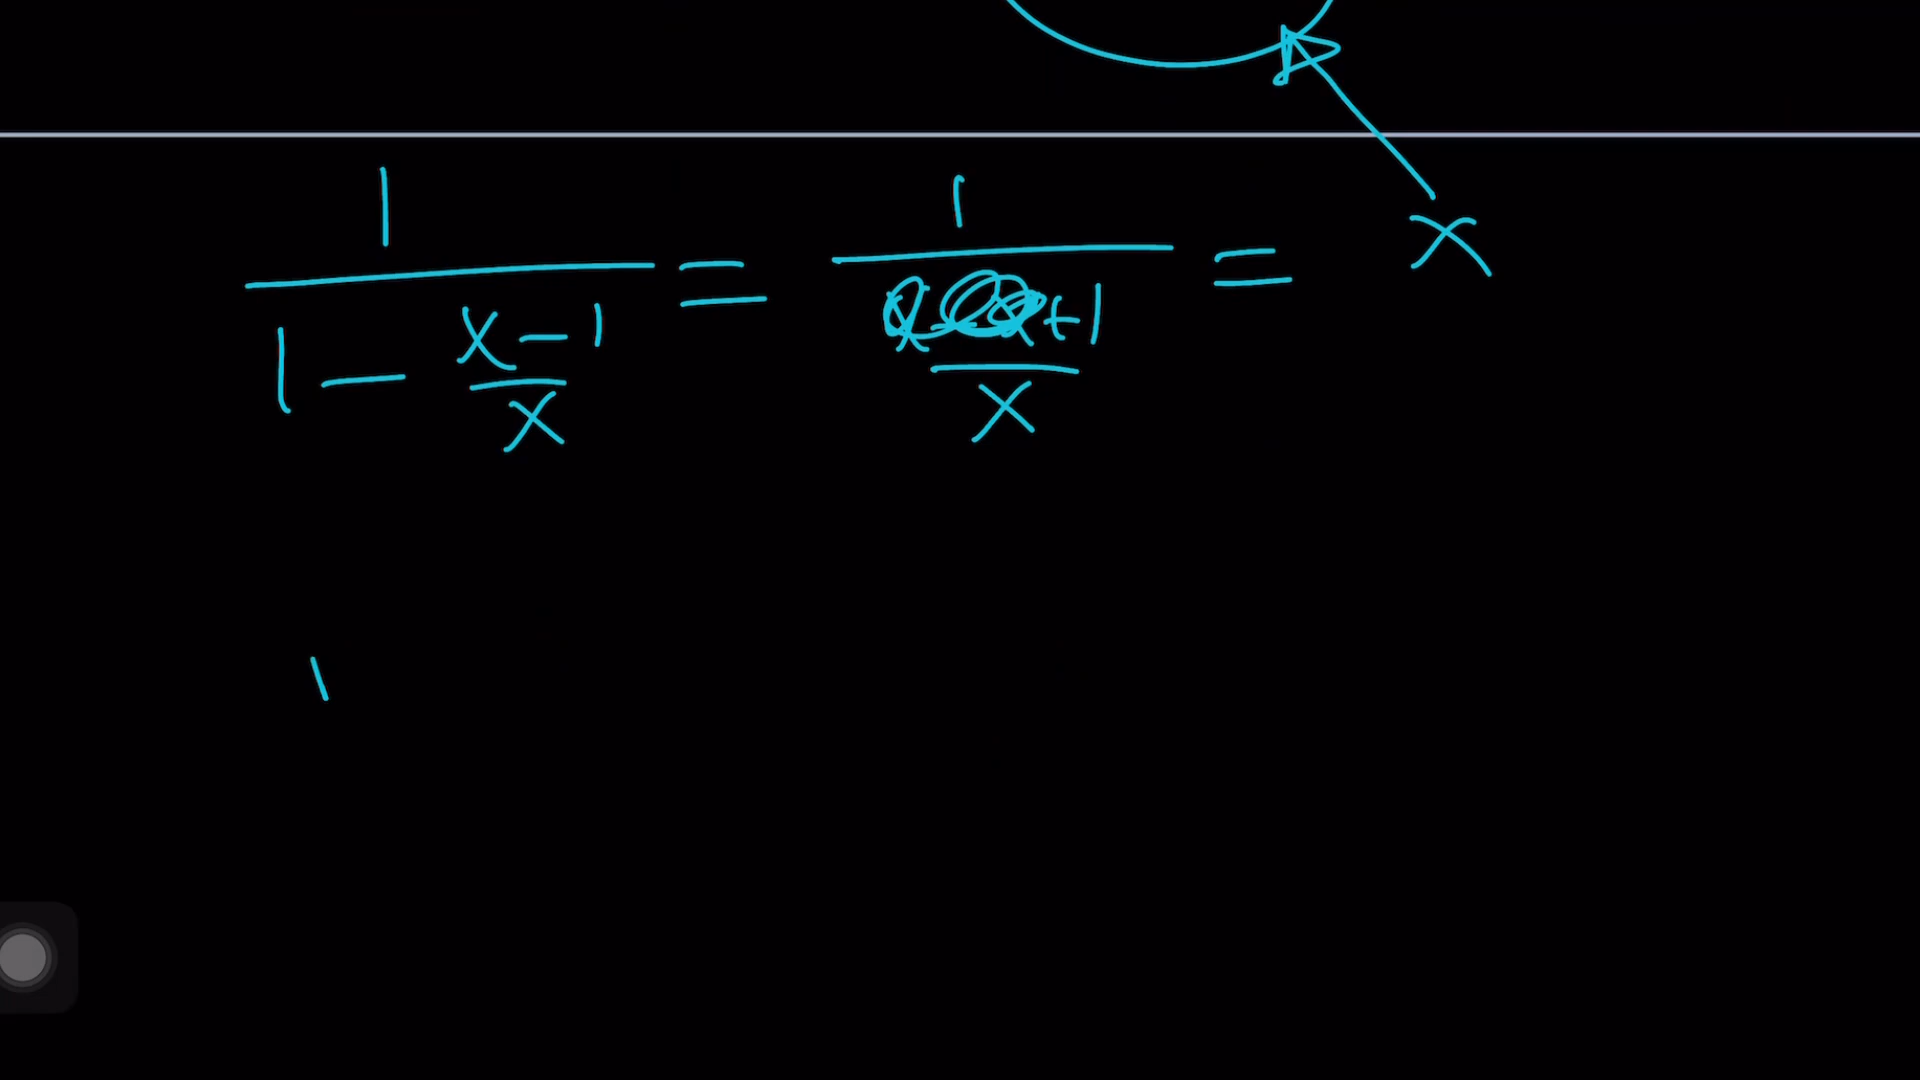 1/(1 - (x-1)/x) = 1/((x-x+1)/x) = x
\